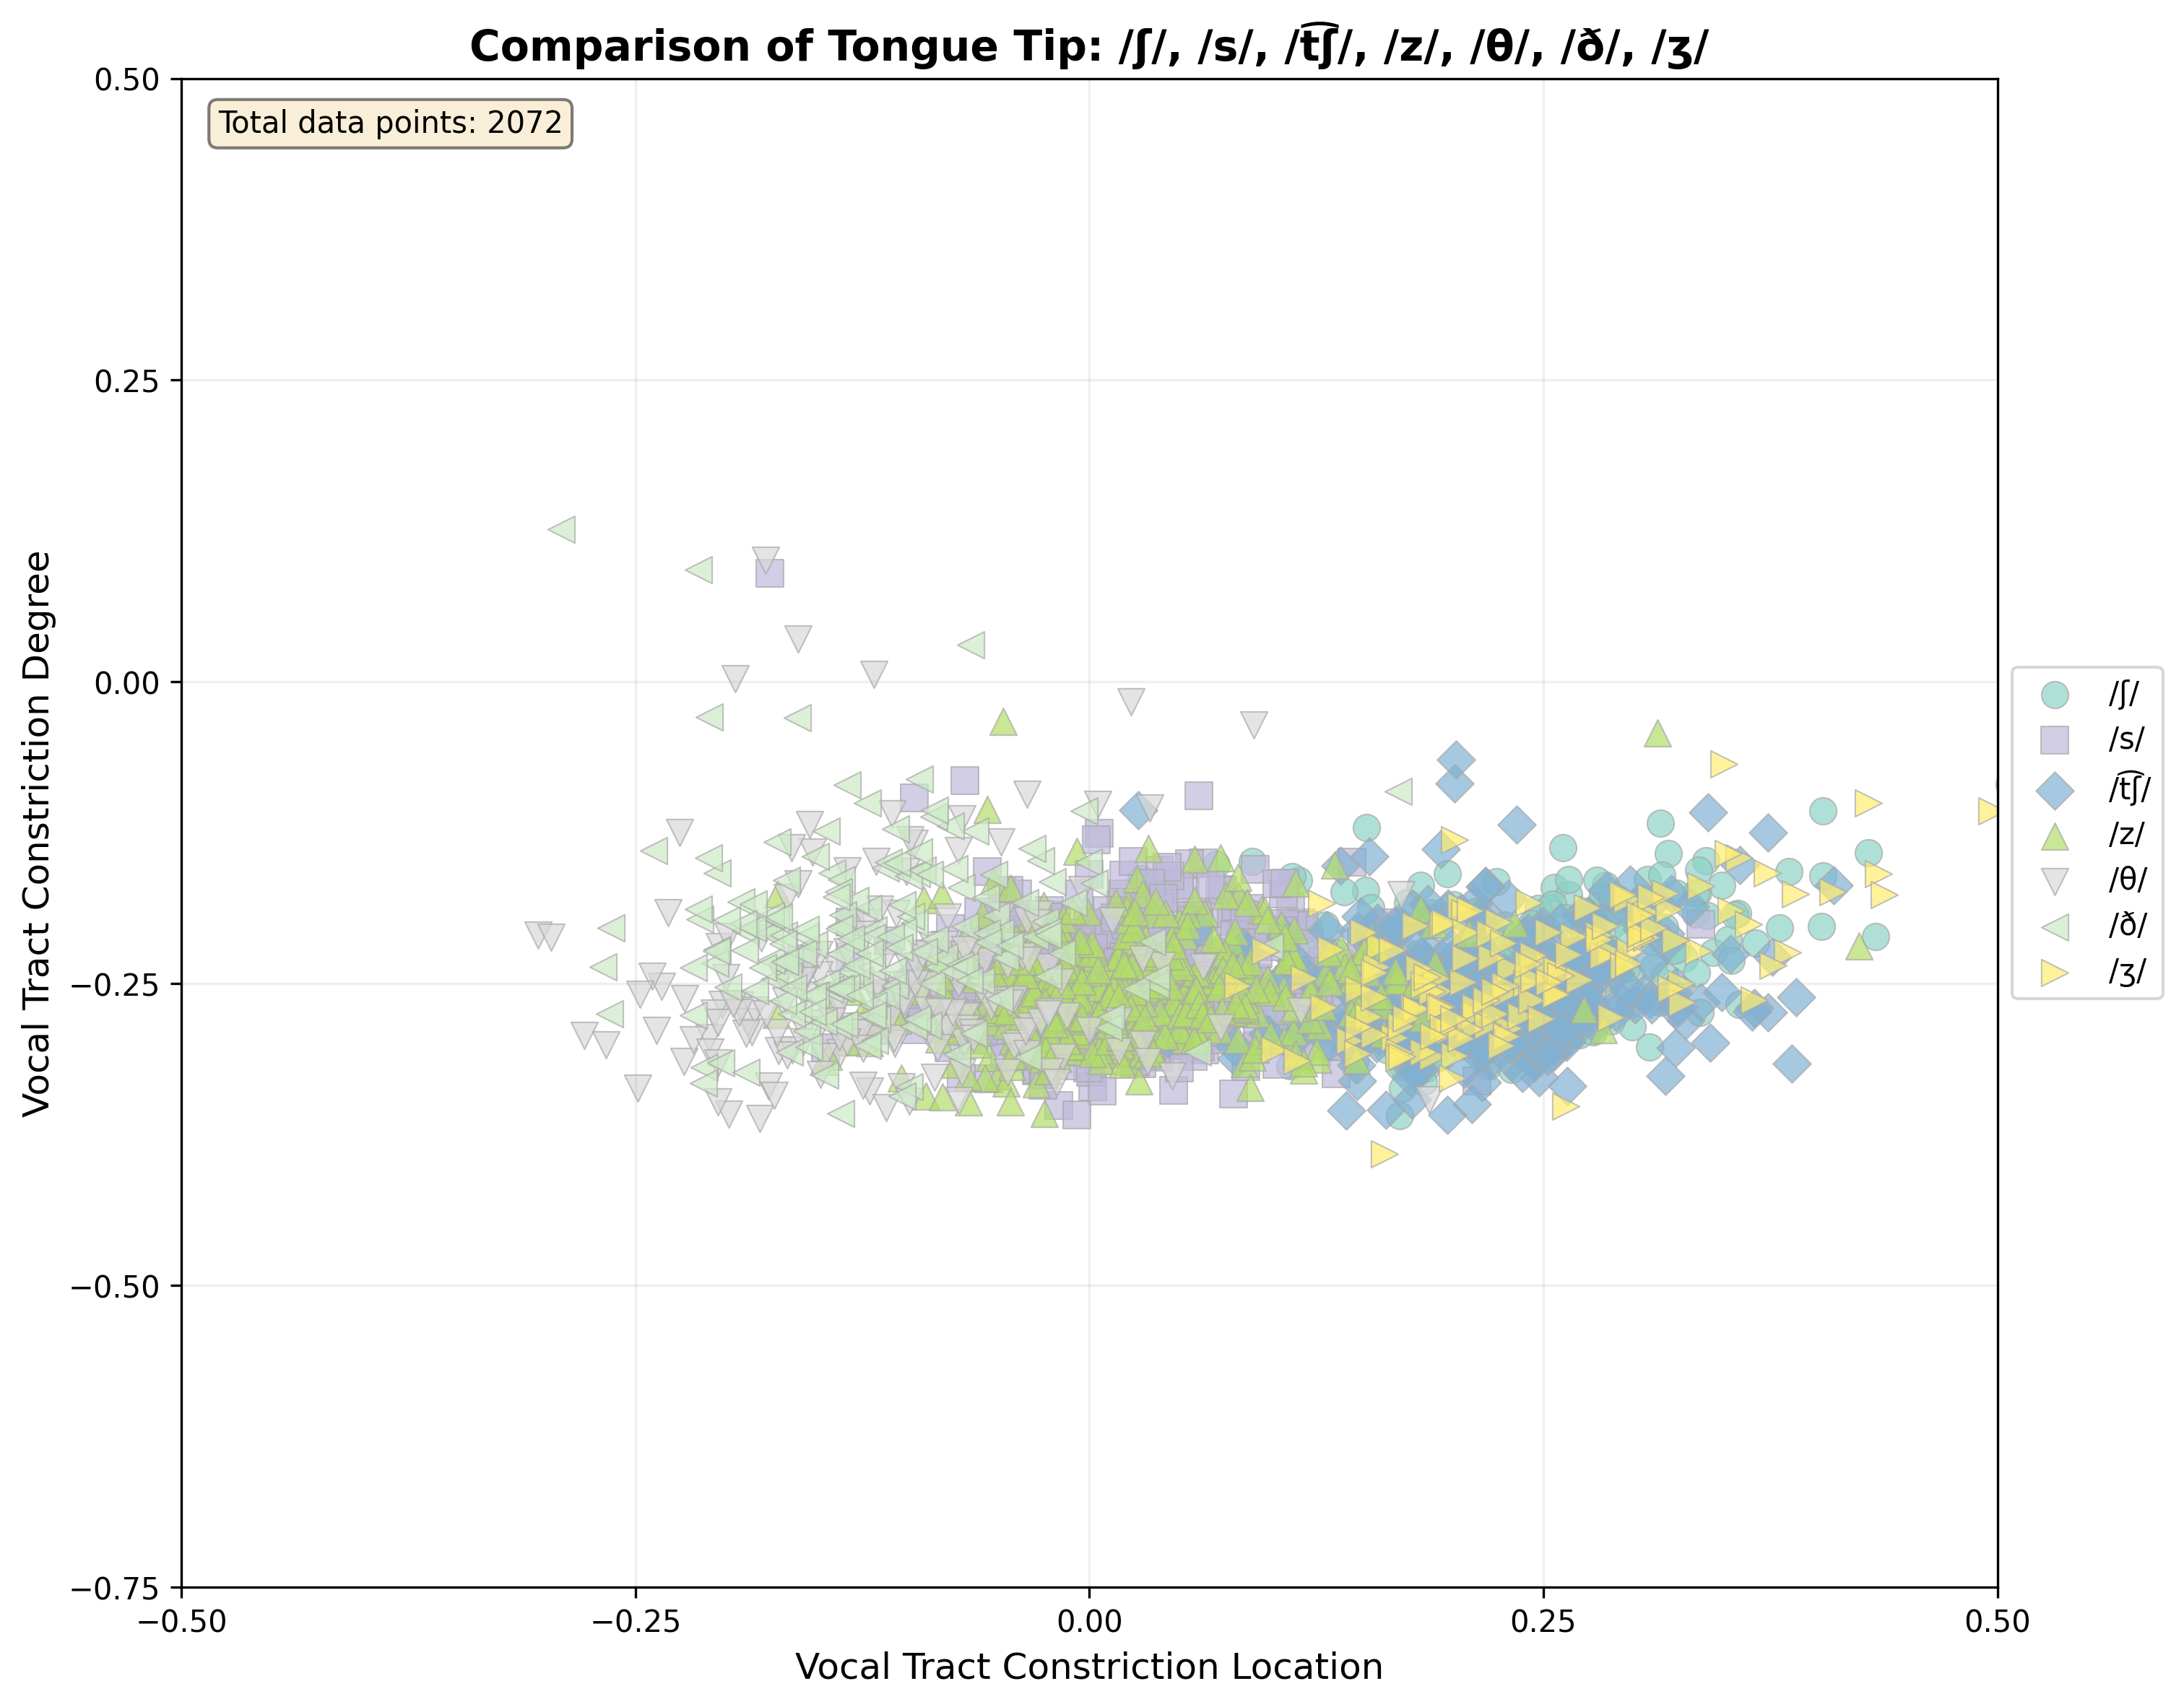 Comparison of Tongue Tip: /ʃ/, /s/, /t͡ʃ/, /z/, /θ/, /ð/, /ʒ/
Total data points: 2072
Vocal Tract Constriction Degree
0.50
0.25
0.00
−0.25
−0.50
−0.75
−0.50
−0.25
0.00
0.25
0.50
Vocal Tract Constriction Location
/ʃ/
/s/
/t͡ʃ/
/z/
/θ/
/ð/
/ʒ/